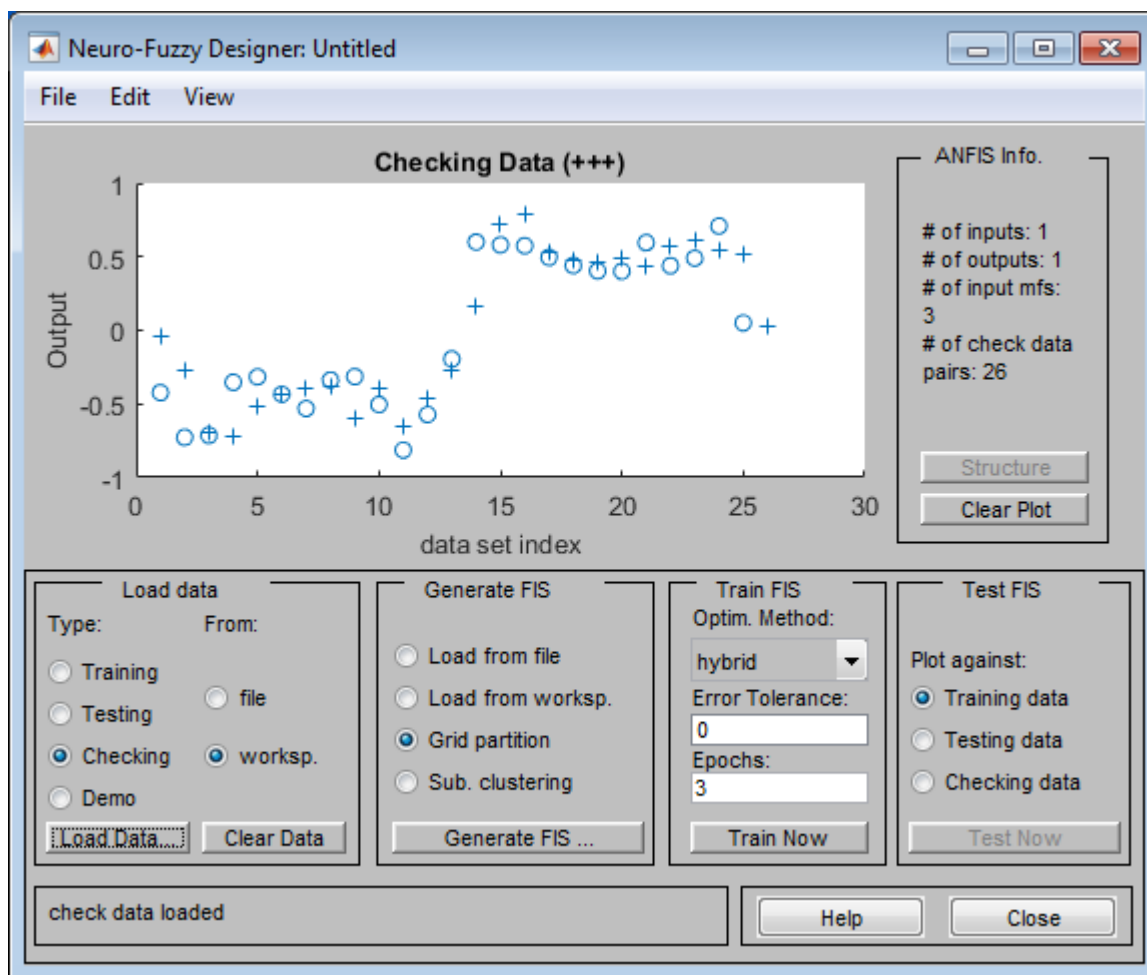 Neuro-Fuzzy Designer: Untitled
File Edit View
Checking Data (+++)
1
0.5
0
-0.5
-1
Output
0 5 10 15 20 25 30
data set index
ANFIS Info.
# of inputs: 1
# of outputs: 1
# of input mfs:
3
# of check data
pairs: 26
Structure
Clear Plot
Load data
Type: From:
Training
file
Testing
Checking
worksp.
Demo
Load Data...
Clear Data
Generate FIS
Load from file
Load from worksp.
Grid partition
Sub. clustering
Generate FIS ...
Train FIS
Optim. Method:
hybrid
Error Tolerance:
0
Epochs:
3
Train Now
Test FIS
Plot against:
Training data
Testing data
Checking data
Test Now
check data loaded
Help
Close